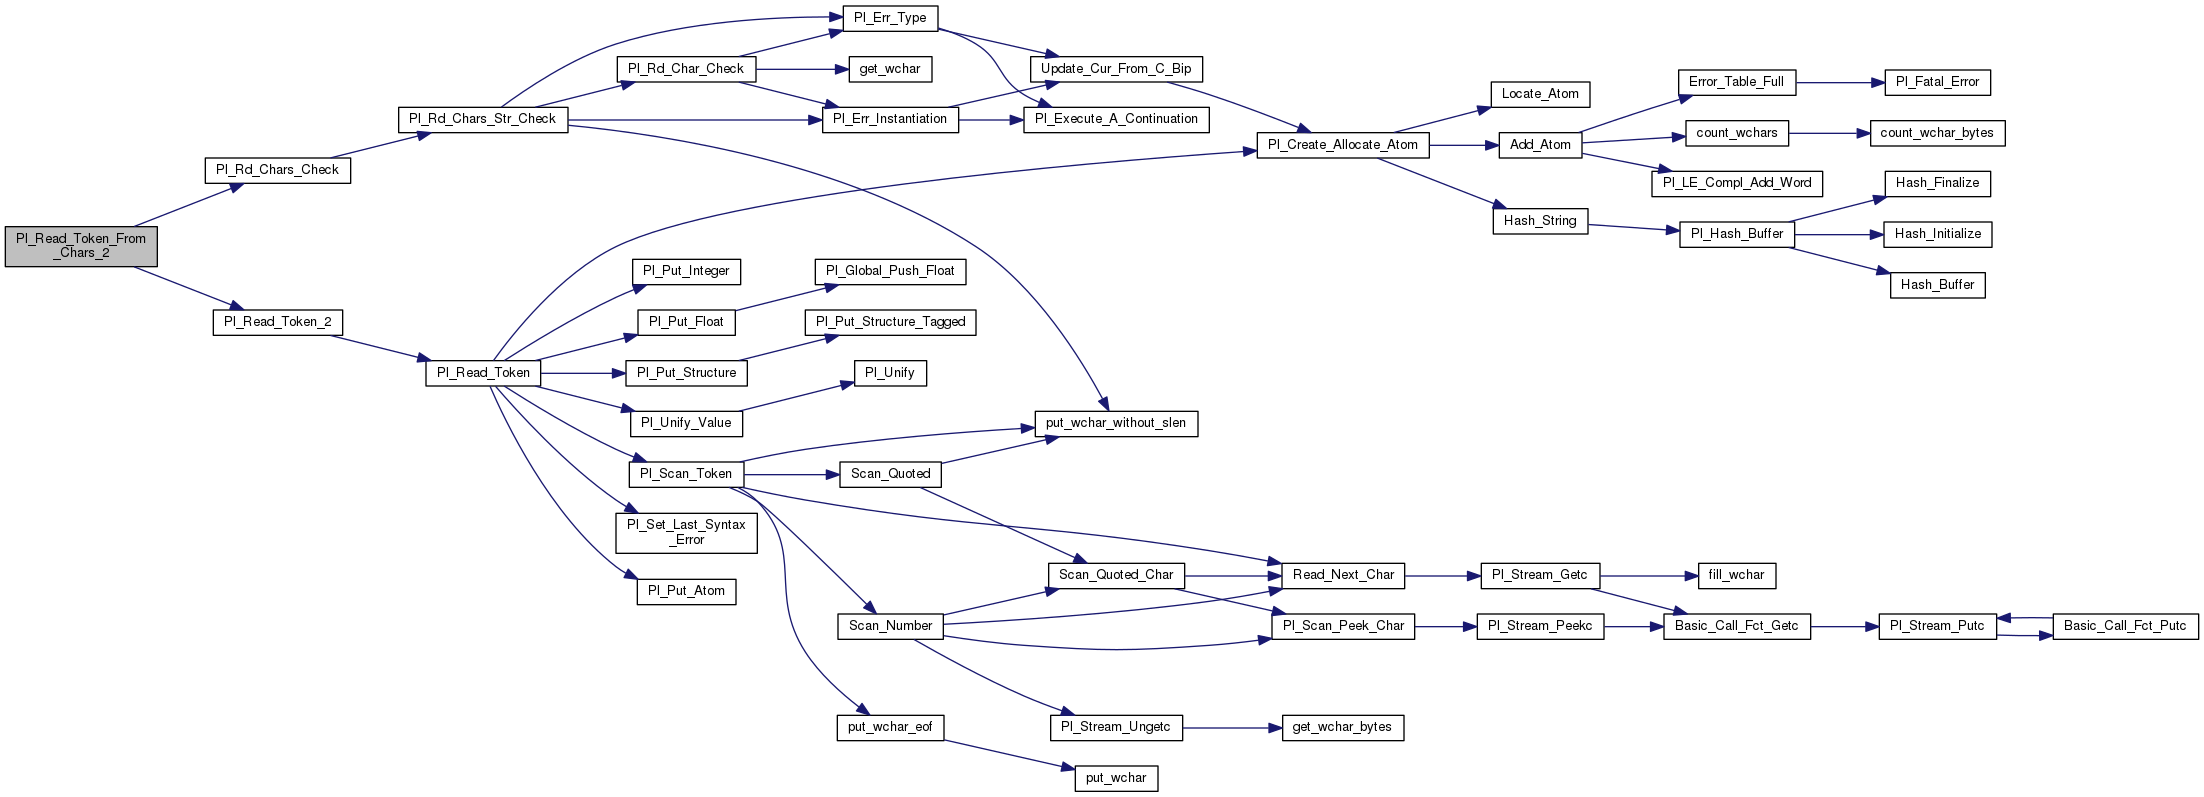 Pl_Err_Type
Pl_Rd_Char_Check
get_wchar
Update_Cur_From_C_Bip
Error_Table_Full
Pl_Fatal_Error
Locate_Atom
Pl_Rd_Chars_Str_Check
Pl_Err_Instantiation
Pl_Execute_A_Continuation
count_wchars
count_wchar_bytes
Pl_Create_Allocate_Atom
Add_Atom
Pl_Rd_Chars_Check
Pl_LE_Compl_Add_Word
Hash_Finalize
Hash_String
Pl_Hash_Buffer
Hash_Initialize
Pl_Read_Token_From
_Chars_2
Pl_Put_Integer
Pl_Global_Push_Float
Hash_Buffer
Pl_Read_Token_2
Pl_Put_Float
Pl_Put_Structure_Tagged
Pl_Read_Token
Pl_Put_Structure
Pl_Unify
Pl_Unify_Value
put_wchar_without_slen
Pl_Scan_Token
Scan_Quoted
Pl_Set_Last_Syntax
_Error
Scan_Quoted_Char
Read_Next_Char
Pl_Stream_Getc
fill_wchar
Pl_Put_Atom
Scan_Number
Pl_Scan_Peek_Char
Pl_Stream_Peekc
Basic_Call_Fct_Getc
Pl_Stream_Putc
Basic_Call_Fct_Putc
put_wchar_eof
Pl_Stream_Ungetc
get_wchar_bytes
put_wchar